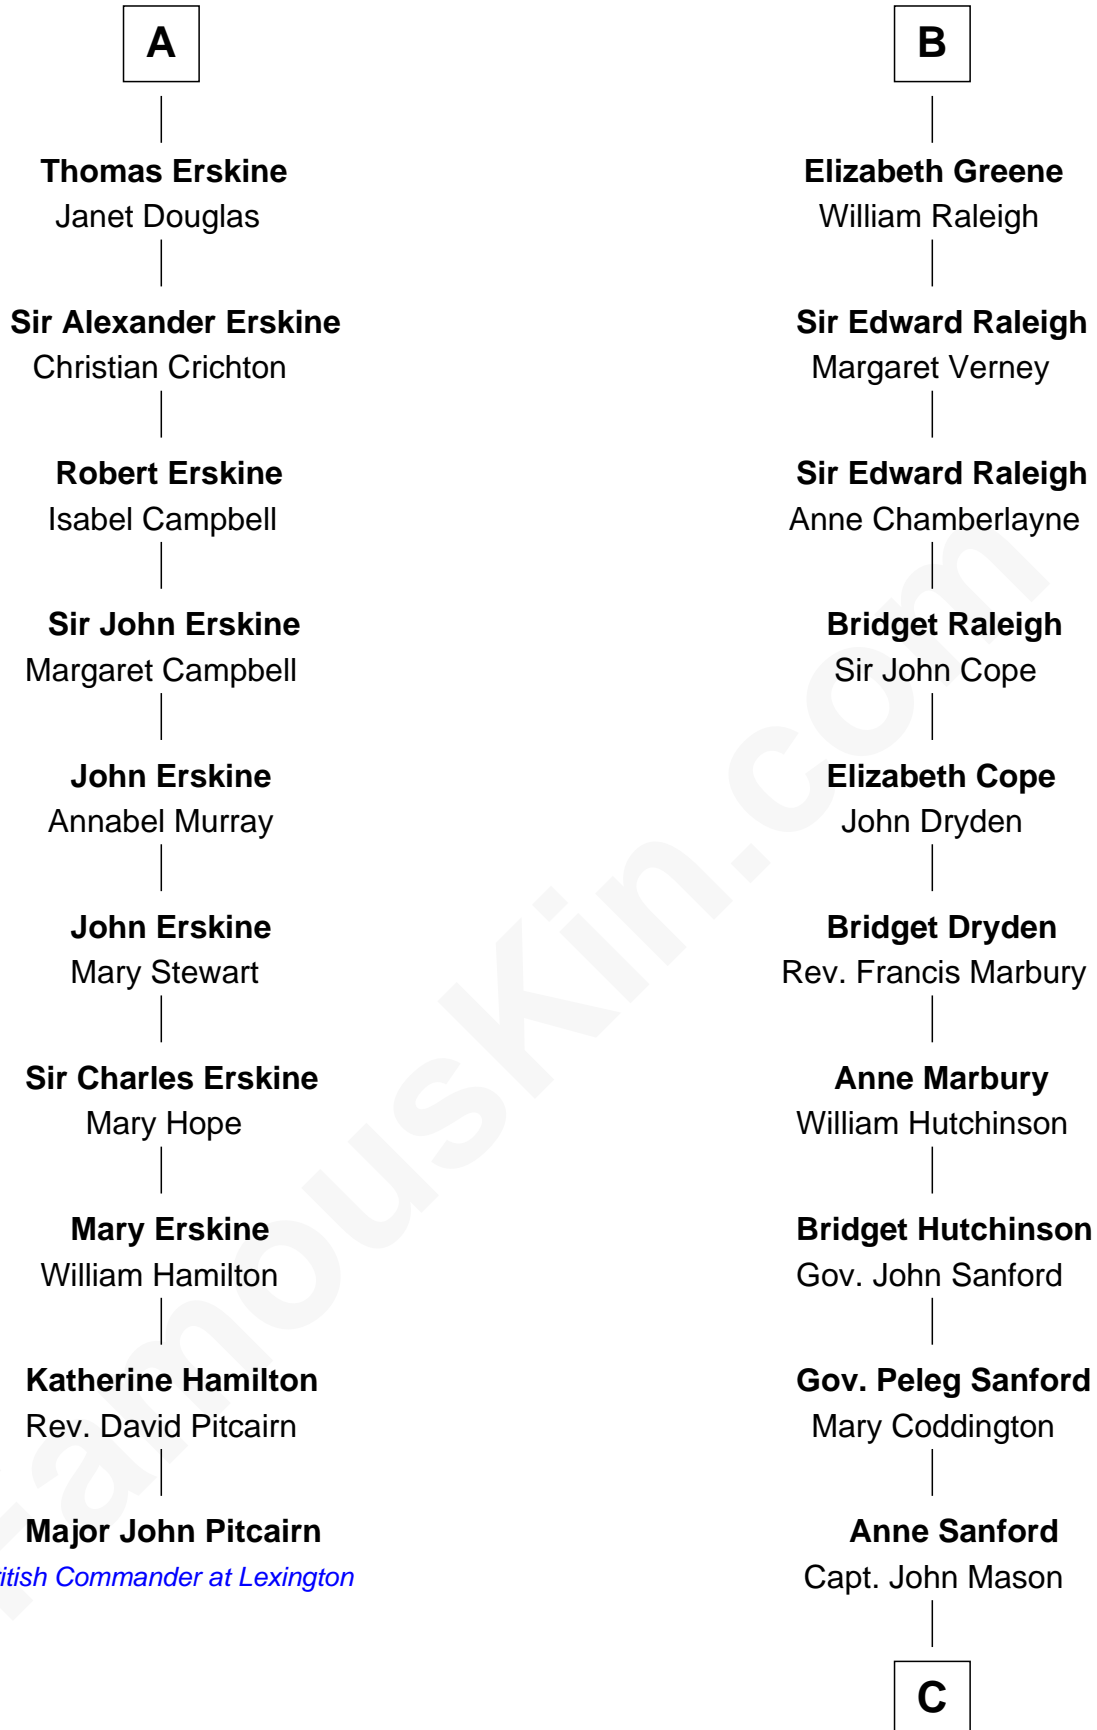 A
Thomas Erskine
Janet Douglas
Sir Alexander Erskine
Christian Crichton
Robert Erskine
Isabel Campbell
Sir John Erskine
Margaret Campbell
John Erskine
Annabel Murray
John Erskine
Mary Stewart
Sir Charles Erskine
Mary Hope
Mary Erskine
William Hamilton
Katherine Hamilton
Rev. David Pitcairn
Major John Pitcairn
itish Commander at Lexington
B
Elizabeth Greene
William Raleigh
Sir Edward Raleigh
Margaret Verney
Sir Edward Raleigh
Anne Chamberlayne
Bridget Raleigh
Sir John Cope
Elizabeth Cope
John Dryden
Bridget Dryden
Rev. Francis Marbury
Anne Marbury
William Hutchinson
Bridget Hutchinson
Gov. John Sanford
Gov. Peleg Sanford
Mary Coddington
Anne Sanford
Capt. John Mason
C
FamousKin.com